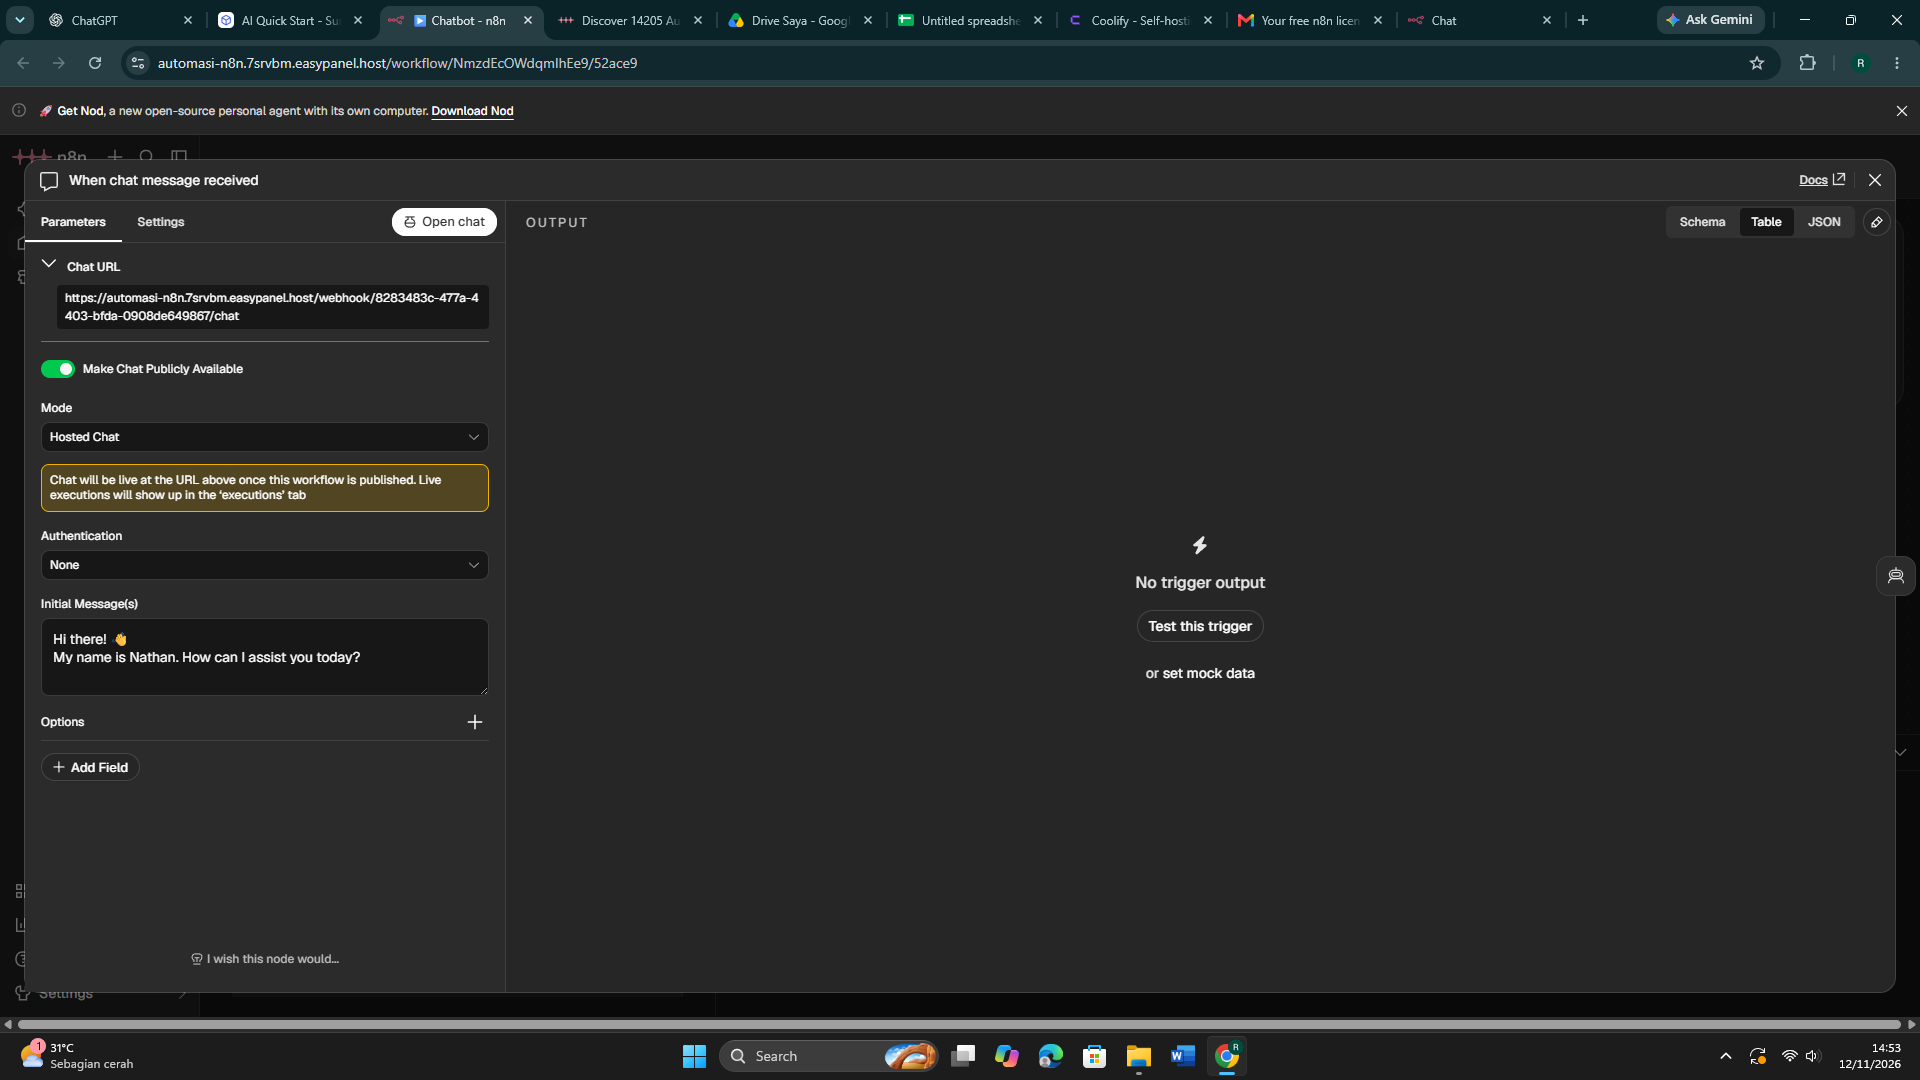 ChatGPT
AI Quick Start - Su
Chatbot - n8n
Discover 14205 Au
Drive Saya - Googl
Untitled spreadshe
Coolify - Self-hosti
Your free n8n licen
Chat
Ask Gemini
automasi-n8n.7srvbm.easypanel.host/workflow/NmzdEcOWdqmIhEe9/52ace9
R
🚀 Get Nod, a new open-source personal agent with its own computer. Download Nod
n8n
When chat message received
Docs
Parameters
Settings
Open chat
OUTPUT
Schema
Table
JSON
Chat URL
https://automasi-n8n.7srvbm.easypanel.host/webhook/8283483c-477a-4
403-bfda-0908de649867/chat
Make Chat Publicly Available
Mode
Hosted Chat
Chat will be live at the URL above once this workflow is published. Live
executions will show up in the ‘executions’ tab
Authentication
None
Initial Message(s)
Hi there! 👋
My name is Nathan. How can I assist you today?
Options
Add Field
I wish this node would...
No trigger output
Test this trigger
or set mock data
Settings
1
31°C
Sebagian cerah
Search
R
14:53
12/11/2026